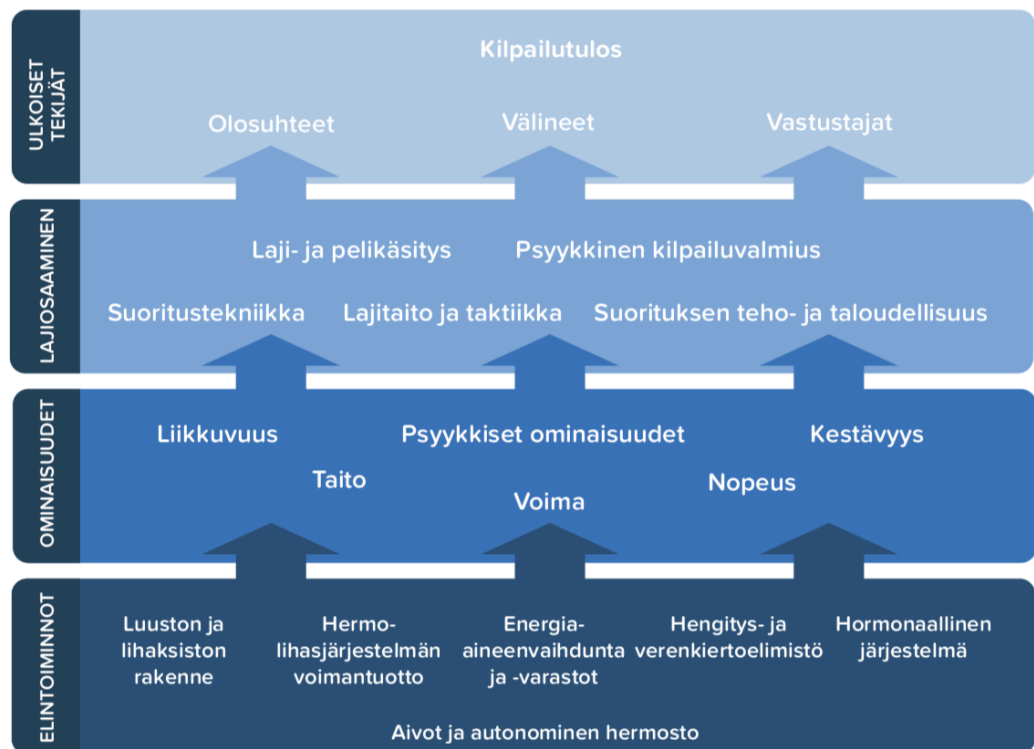 ULKOISET
TEKIJÄT
Kilpailutulos
Olosuhteet
Välineet
Vastustajat
LAJIOSAAMINEN
Laji- ja pelikäsitys
Psyykkinen kilpailuvalmius
Suoritustekniikka
Lajitaito ja taktiikka
Suorituksen teho- ja taloudellisuus
OMINAISUUDET
Liikkuvuus
Psyykkiset ominaisuudet
Kestävyys
Taito
Nopeus
Voima
ELINTOIMINNOT
Luuston ja
lihaksiston
rakenne
Hermo-
lihasjärjestelmän
voimantuotto
Energia-
aineenvaihdunta
ja -varastot
Hengitys- ja
verenkiertoelimistö
Hormonaallinen
järjestelmä
Aivot ja autonominen hermosto